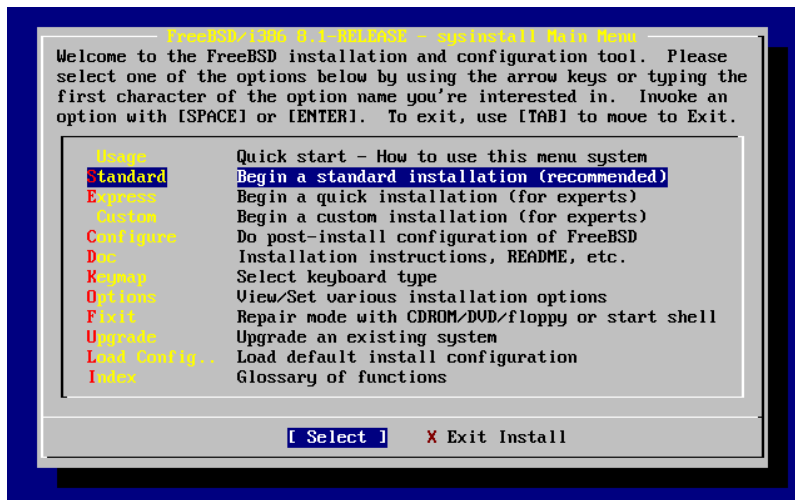 FreeBSD/i386 8.1-RELEASE - sysinstall Main Menu
Welcome to the FreeBSD installation and configuration tool.  Please
select one of the options below by using the arrow keys or typing the
first character of the option name you're interested in.  Invoke an
option with [SPACE] or [ENTER].  To exit, use [TAB] to move to Exit.
Usage Quick start - How to use this menu system
Standard Begin a standard installation (recommended)
Express Begin a quick installation (for experts)
Custom Begin a custom installation (for experts)
Configure Do post-install configuration of FreeBSD
Doc Installation instructions, README, etc.
Keymap Select keyboard type
Options View/Set various installation options
Fixit Repair mode with CDROM/DVD/floppy or start shell
Upgrade Upgrade an existing system
Load Config.. Load default install configuration
Index Glossary of functions
[ Select ] X Exit Install